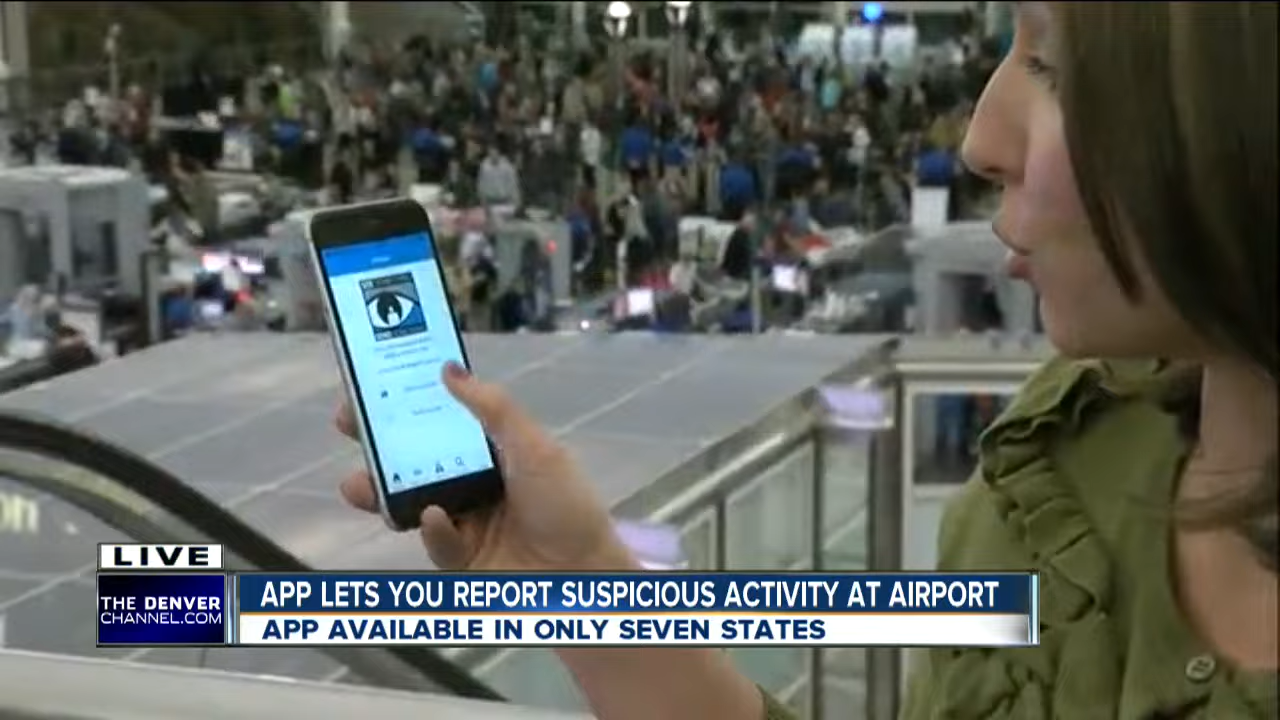 LIVE
THE DENVER
CHANNEL.COM
APP LETS YOU REPORT SUSPICIOUS ACTIVITY AT AIRPORT
APP AVAILABLE IN ONLY SEVEN STATES